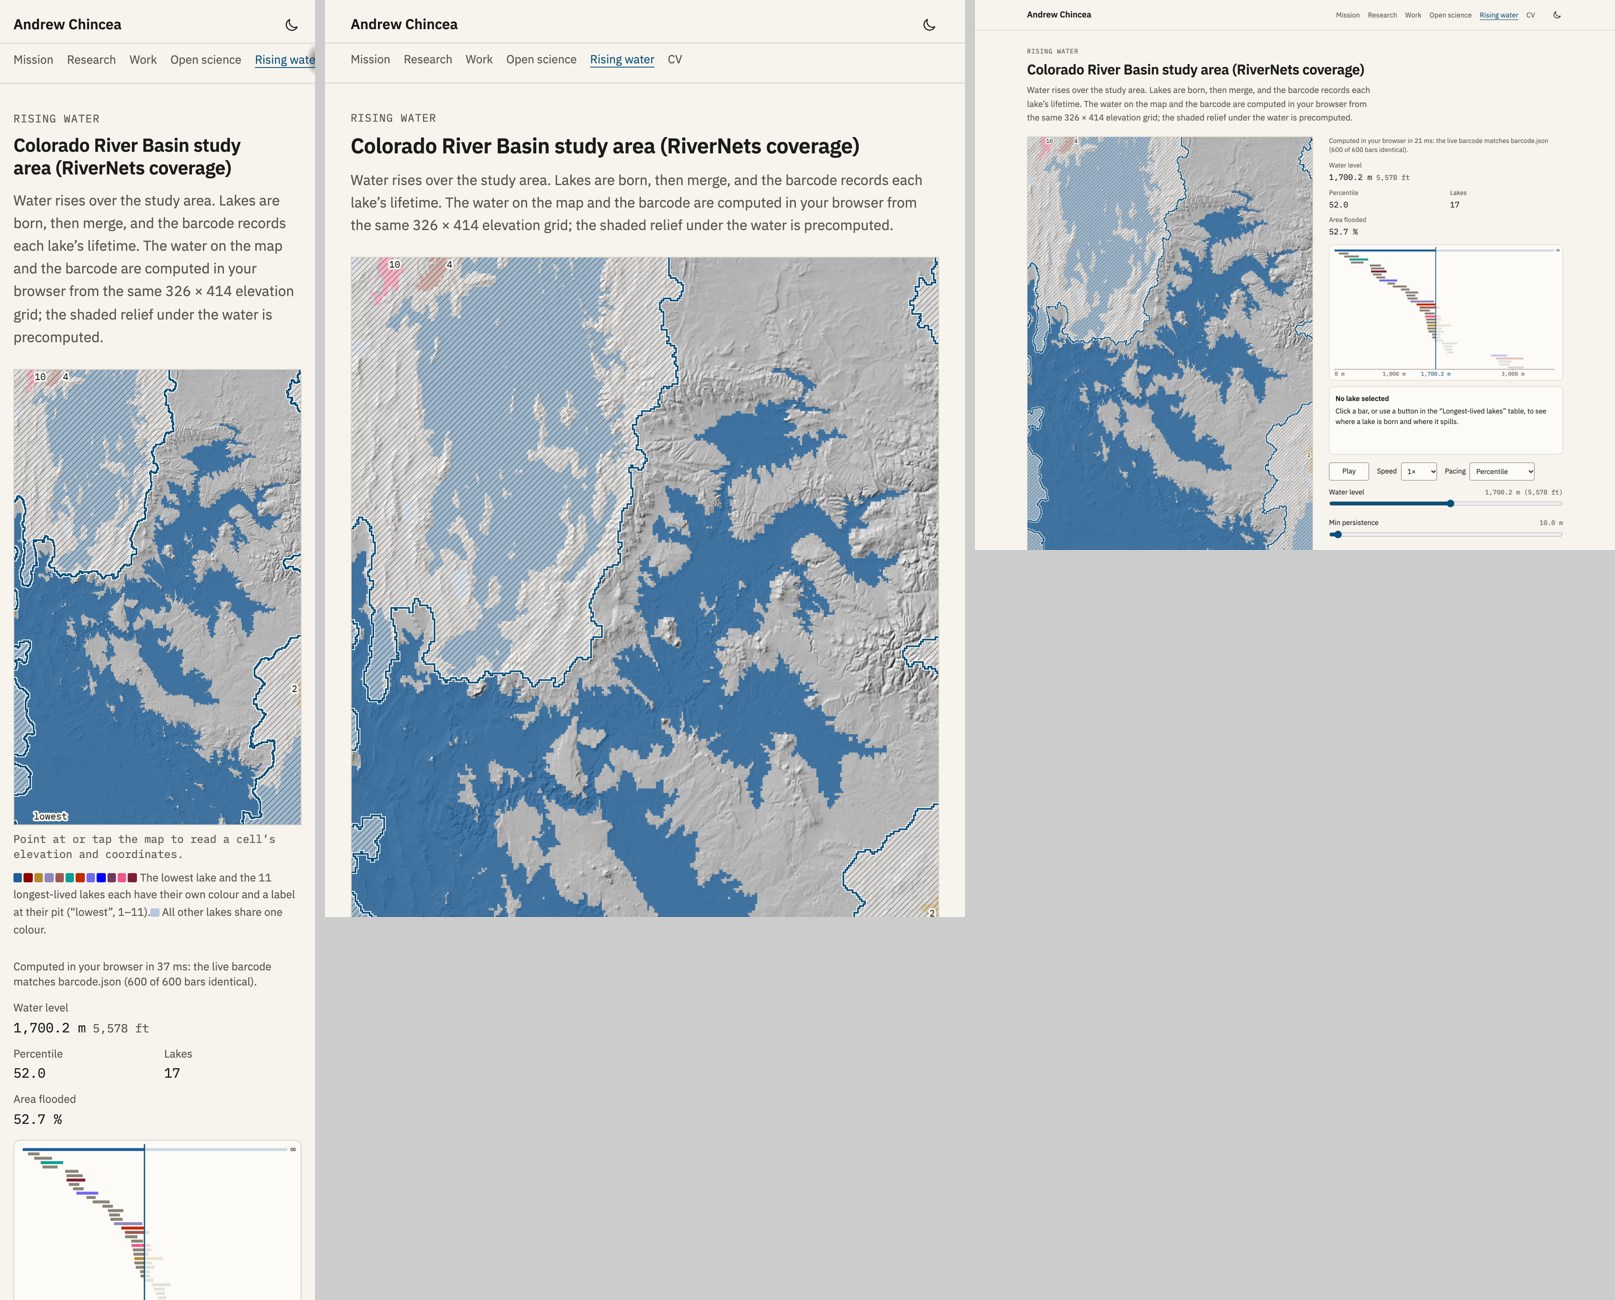 Andrew Chincea
Mission Research Work Open science Rising wate
RISING WATER
Colorado River Basin study
area (RiverNets coverage)
Water rises over the study area. Lakes are
born, then merge, and the barcode records
each lake’s lifetime. The water on the map
and the barcode are computed in your
browser from the same 326 × 414 elevation
grid; the shaded relief under the water is
precomputed.
10 4
2
lowest
Point at or tap the map to read a cell’s
elevation and coordinates.
The lowest lake and the 11
longest-lived lakes each have their own colour and a label
at their pit (“lowest”, 1–11). All other lakes share one
colour.
Computed in your browser in 37 ms: the live barcode
matches barcode.json (600 of 600 bars identical).
Water level
1,700.2 m 5,578 ft
Percentile Lakes
52.0 17
Area flooded
52.7 %
∞
Andrew Chincea
Mission Research Work Open science Rising water CV
RISING WATER
Colorado River Basin study area (RiverNets coverage)
Water rises over the study area. Lakes are born, then merge, and the barcode records each
lake’s lifetime. The water on the map and the barcode are computed in your browser from
the same 326 × 414 elevation grid; the shaded relief under the water is precomputed.
10 4
2
Andrew Chincea
Mission Research Work Open science Rising water CV
RISING WATER
Colorado River Basin study area (RiverNets coverage)
Water rises over the study area. Lakes are born, then merge, and the barcode records each
lake’s lifetime. The water on the map and the barcode are computed in your browser from
the same 326 × 414 elevation grid; the shaded relief under the water is precomputed.
10 4
2
Computed in your browser in 21 ms: the live barcode matches barcode.json
(600 of 600 bars identical).
Water level
1,700.2 m 5,578 ft
Percentile Lakes
52.0 17
Area flooded
52.7 %
∞
0 m 1,000 m 1,700.2 m 3,000 m
No lake selected
Click a bar, or use a button in the “Longest-lived lakes” table, to see
where a lake is born and where it spills.
Play Speed 1× Pacing Percentile
Water level 1,700.2 m (5,578 ft)
Min persistence 10.0 m